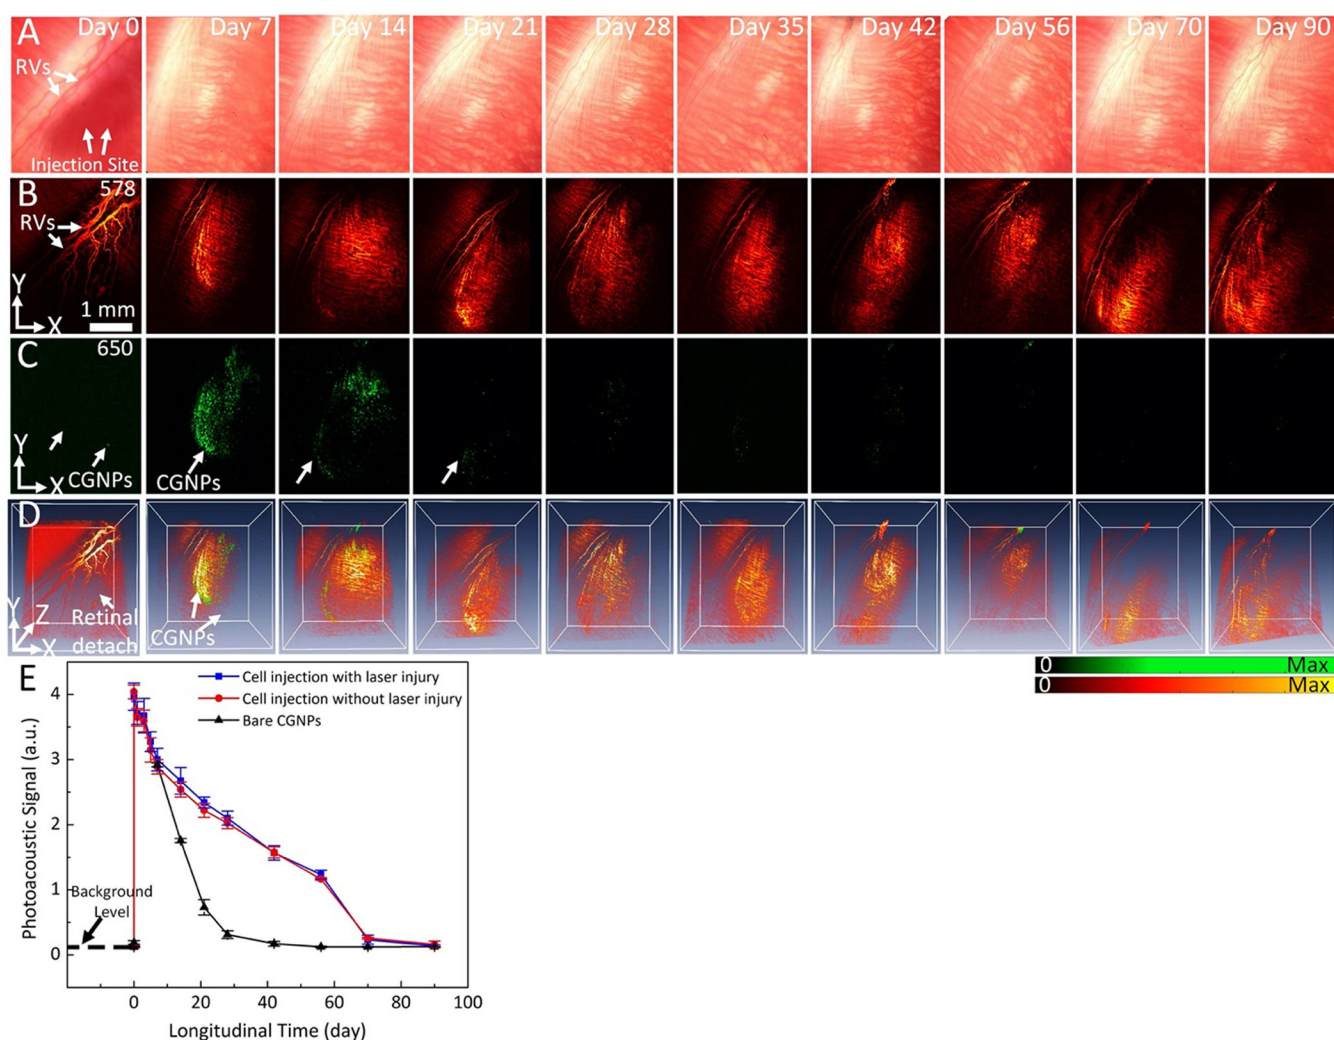 A
Day 0
Day 7
Day 14
Day 21
Day 28
Day 35
Day 42
Day 56
Day 70
Day 90
RVs
Injection Site
B
578
RVs
Y
1 mm
X
C
650
Y
CGNPs
X
CGNPs
D
Y
Z
X
Retinal
detach
CGNPs
0
Max
0
Max
E
Cell injection with laser injury
Cell injection without laser injury
Bare CGNPs
Photoacoustic Signal (a.u.)
4
3
2
1
0
Background
Level
0
20
40
60
80
100
Longitudinal Time (day)